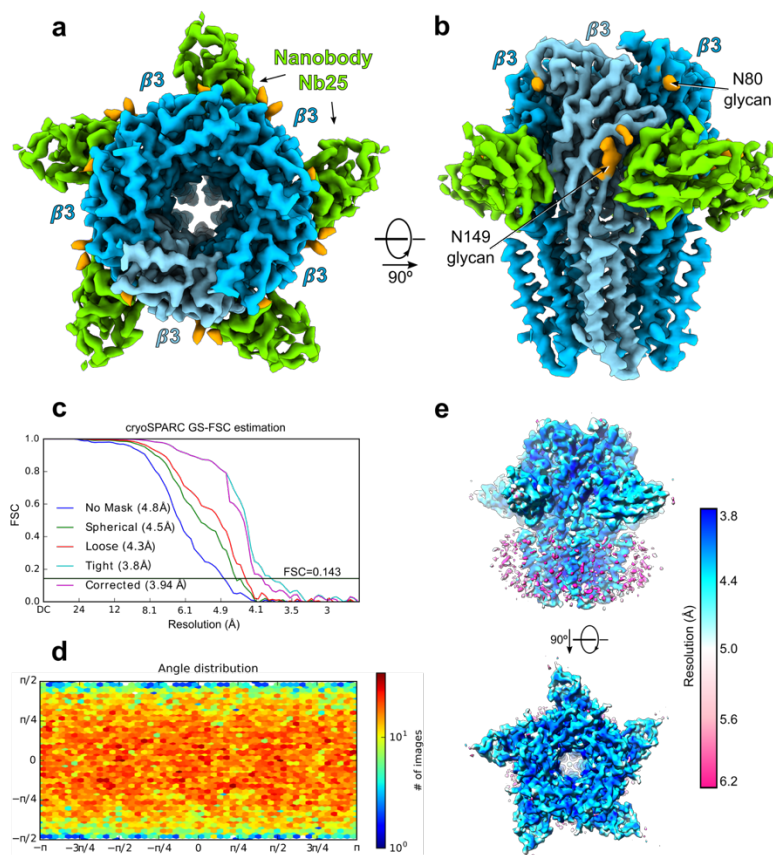 a
b
Nanobody
Nb25
β3
β3
β3
β3
β3
β3
β3
β3
N80
glycan
N149
glycan
90º
c
cryoSPARC GS-FSC estimation
FSC
1.0
0.8
0.6
0.4
0.2
0.0
No Mask (4.8Å)
Spherical (4.5Å)
Loose (4.3Å)
Tight (3.8Å)
Corrected (3.94 Å)
FSC=0.143
DC 24 12 8.1 6.1 4.9 4.1 3.5 3
Resolution (Å)
d
Angle distribution
π/2
π/4
0
−π/4
−π/2
−π −3π/4 −π/2 −π/4 0 π/4 π/2 3π/4 π
10¹
10⁰
# of images
e
90º
3.8
4.4
5.0
5.6
6.2
Resolution (Å)